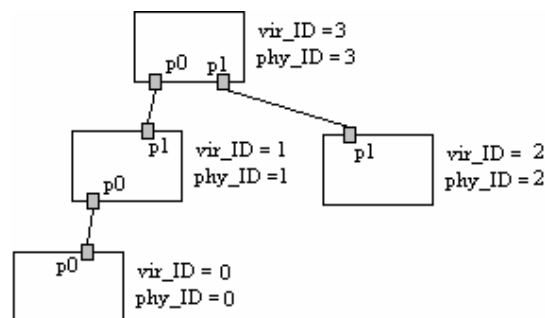 vir_ID =3
phy_ID =3
p0
p1
p1
vir_ID = 1
phy_ID =1
p0
p1
vir_ID = 2
phy_ID = 2
p0
vir_ID = 0
phy_ID = 0